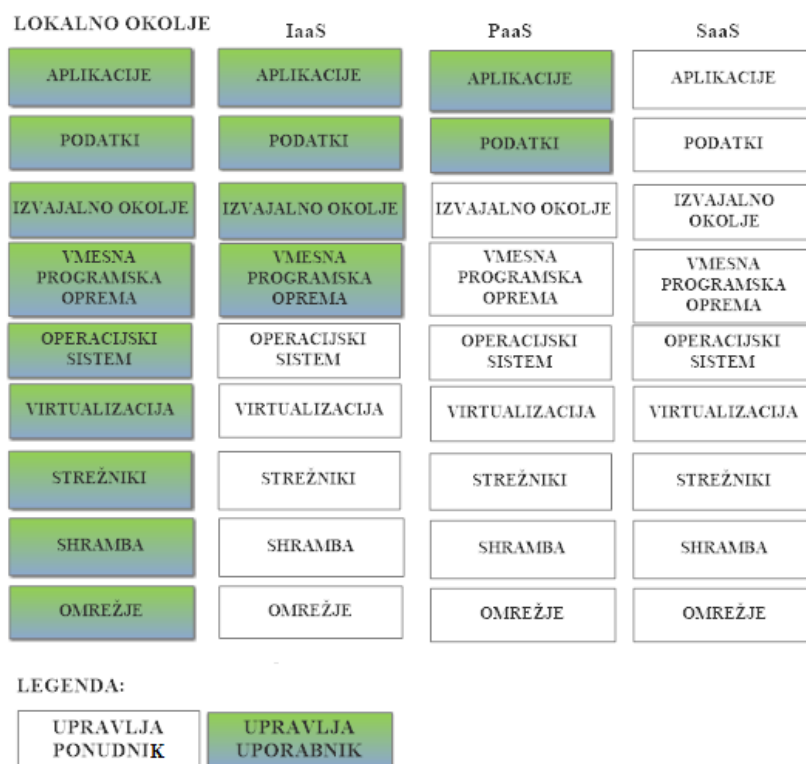 LOKALNO OKOLJE IaaS PaaS SaaS
APLIKACIJE APLIKACIJE APLIKACIJE APLIKACIJE
PODATKI PODATKI PODATKI PODATKI
IZVAJALNO OKOLJE IZVAJALNO OKOLJE IZVAJALNO OKOLJE IZVAJALNO
OKOLJE
VMESNA VMESNA VMESNA VMESNA
PROGRAMSKA PROGRAMSKA PROGRAMSKA PROGRAMSKA
OPREMA OPREMA OPREMA OPREMA
OPERACIJSKI OPERACIJSKI OPERACIJSKI OPERACIJSKI
SISTEM SISTEM SISTEM SISTEM
VIRTUALIZACIJA VIRTUALIZACIJA VIRTUALIZACIJA VIRTUALIZACIJA
STREŽNIKI STREŽNIKI STREŽNIKI STREŽNIKI
SHRAMBA SHRAMBA SHRAMBA SHRAMBA
OMREŽJE OMREŽJE OMREŽJE OMREŽJE
LEGENDA:
UPRAVLJA UPRAVLJA
PONUDNIK UPORABNIK